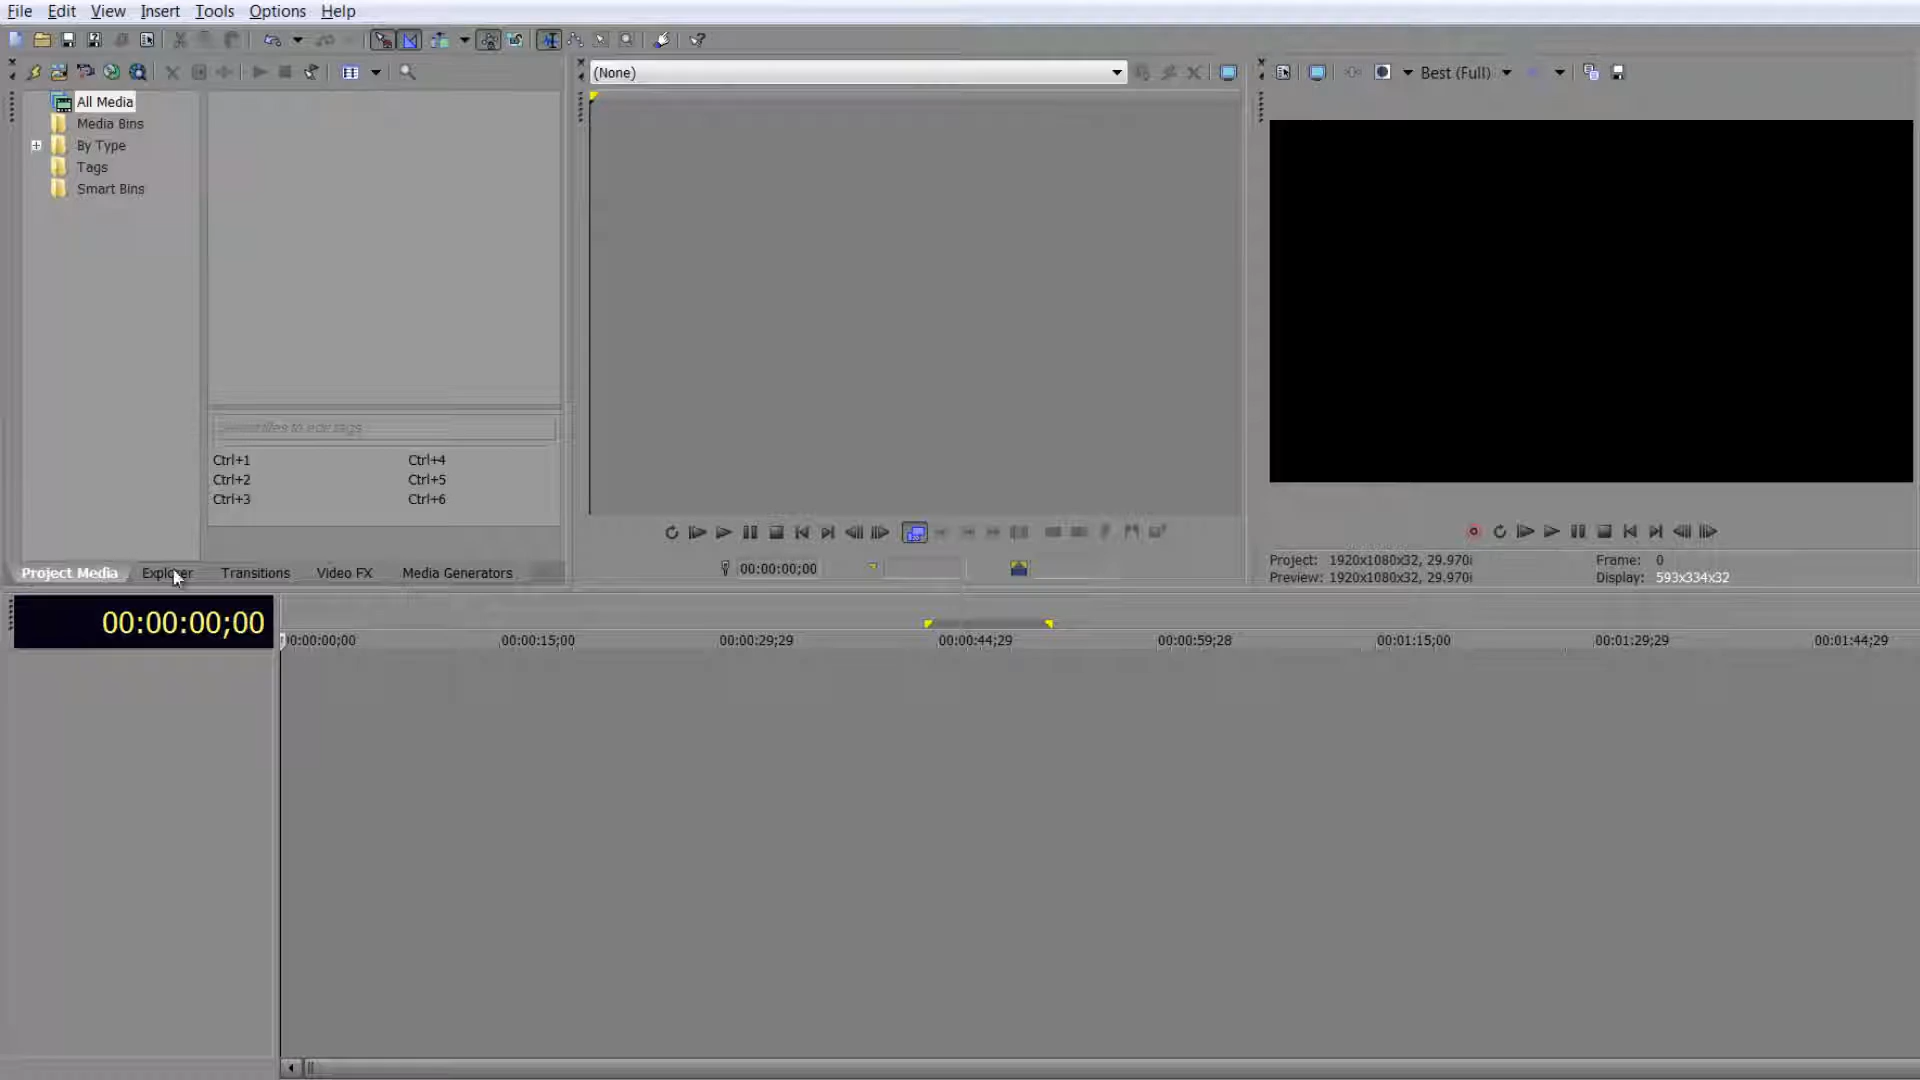 File Edit View Insert Tools Options Help
(None)
Best (Full)
All Media
Media Bins
By Type
Tags
Smart Bins
Ctrl+1 Ctrl+4
Ctrl+2 Ctrl+5
Ctrl+3 Ctrl+6
Project Media Explorer Transitions Video FX Media Generators
00:00:00;00
Project: 1920x1080x32, 29.970i Frame: 0
Preview: 1920x1080x32, 29.970i Display: 593x334x32
00:00:00;00
00:00:00;00 00:00:15;00 00:00:29;29 00:00:44;29 00:00:59;28 00:01:15;00 00:01:29;29 00:01:44;29